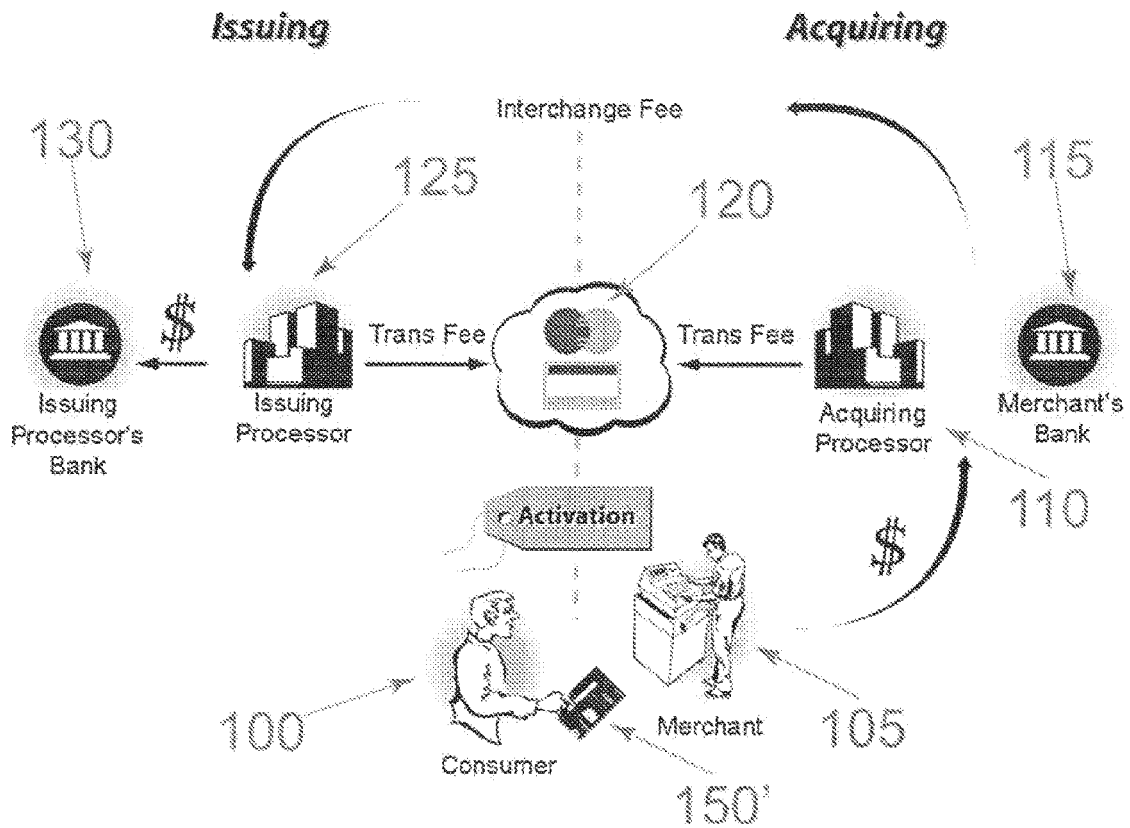 Issuing
Acquiring
Interchange Fee
130
125
120
115
$
Trans Fee
Trans Fee
Issuing
Processor's
Bank
Issuing
Processor
Acquiring
Processor
Merchant's
Bank
110
Activation
$
100
Consumer
Merchant
105
150'